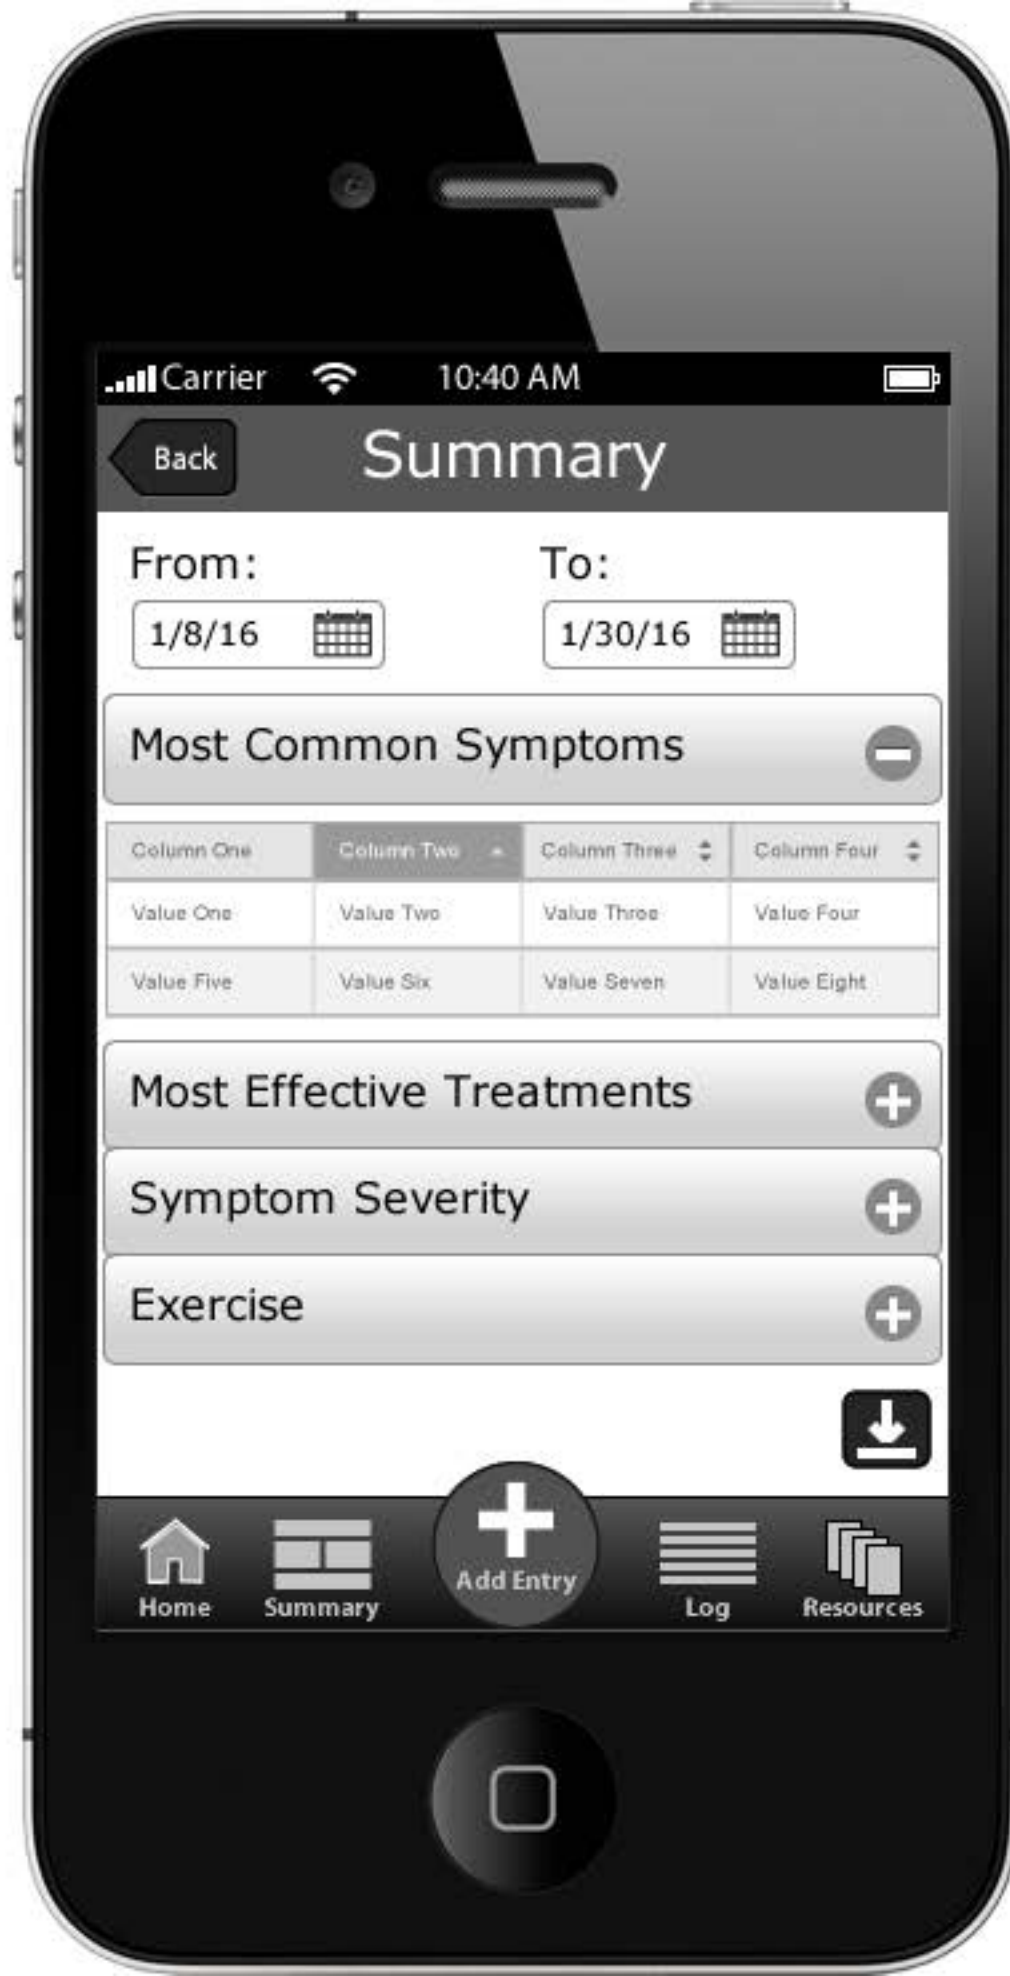 Carrier 10:40 AM
Back Summary
From: To:
1/8/16 1/30/16
Most Common Symptoms
Column One Column Two Column Three Column Four
Value One Value Two Value Three Value Four
Value Five Value Six Value Seven Value Eight
Most Effective Treatments
Symptom Severity
Exercise
Home Summary Add Entry Log Resources